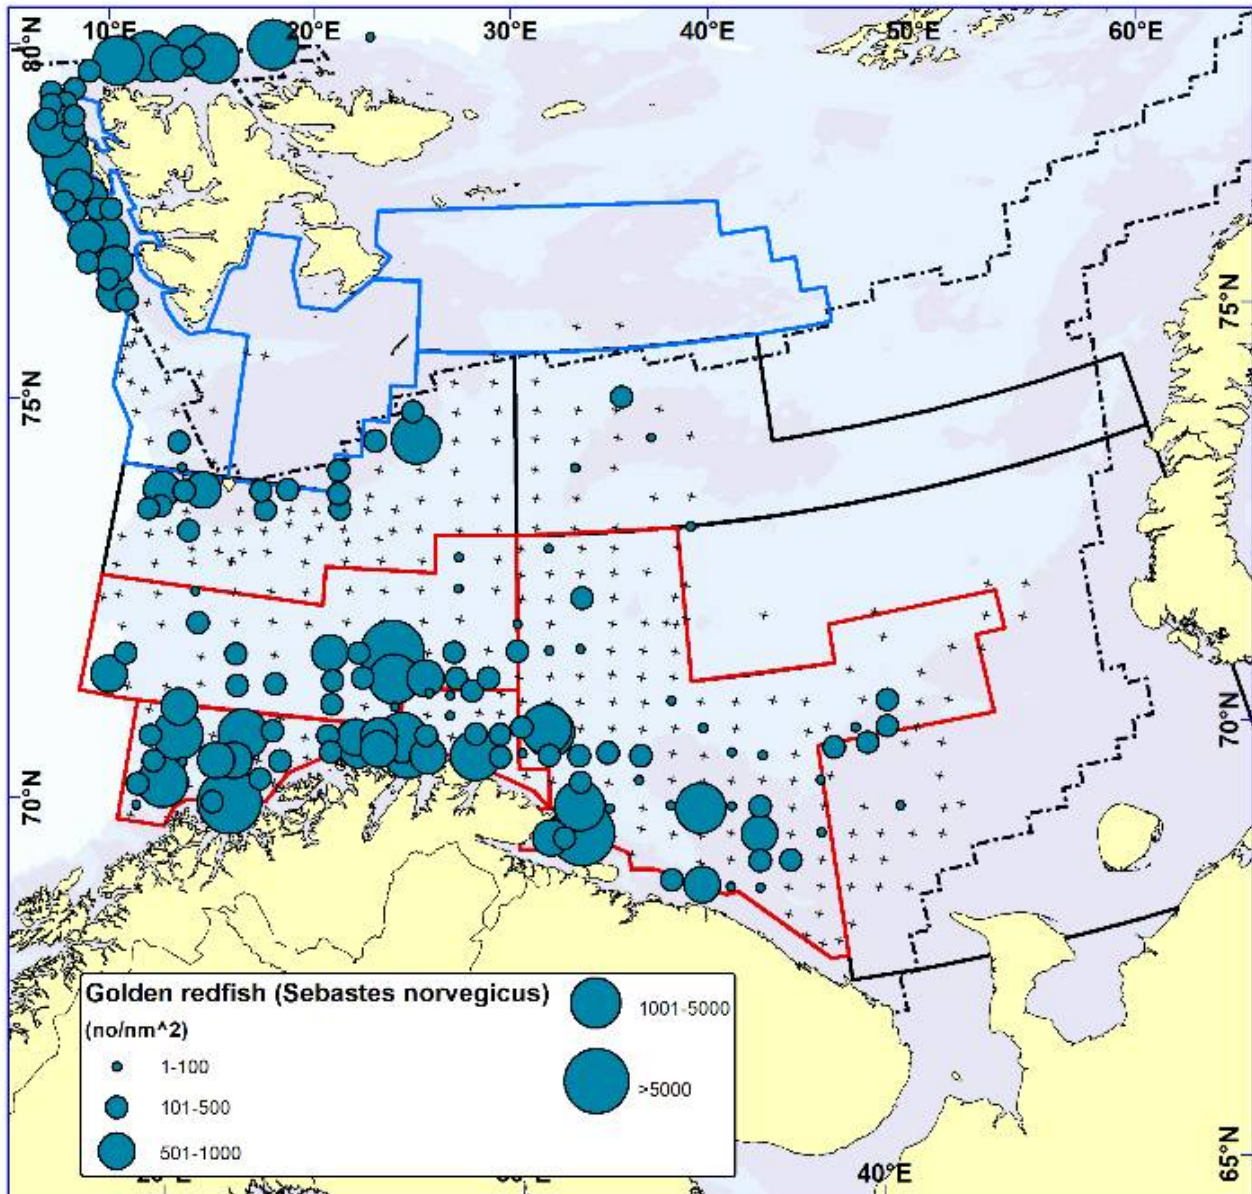 10°E 20°E 30°E 40°E 50°E 60°E
80°N
75°N
75°N
70°N
70°N
65°N
Golden redfish (Sebastes norvegicus)
(no/nm^2)
1-100
101-500
501-1000
1001-5000
>5000
40°E